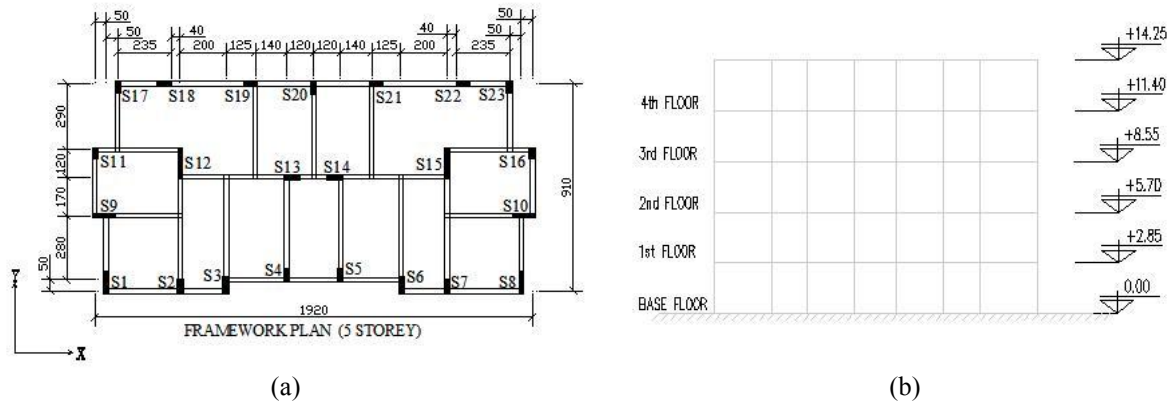 50 50
50 40 40 50
235 200 125 140 120 120 140 125 200 235
S17 S18 S19 S20 S21 S22 S23
290
S11 S12 S13 S14 S15 S16
120
910
170
S9 S10
280
S1 S2 S3 S4 S5 S6 S7 S8
50
1920
FRAMEWORK PLAN (5 STOREY)
Y
X
(a)
+14.25
4th FLOOR +11.40
3rd FLOOR +8.55
2nd FLOOR +5.70
1st FLOOR +2.85
BASE FLOOR 0.00
(b)